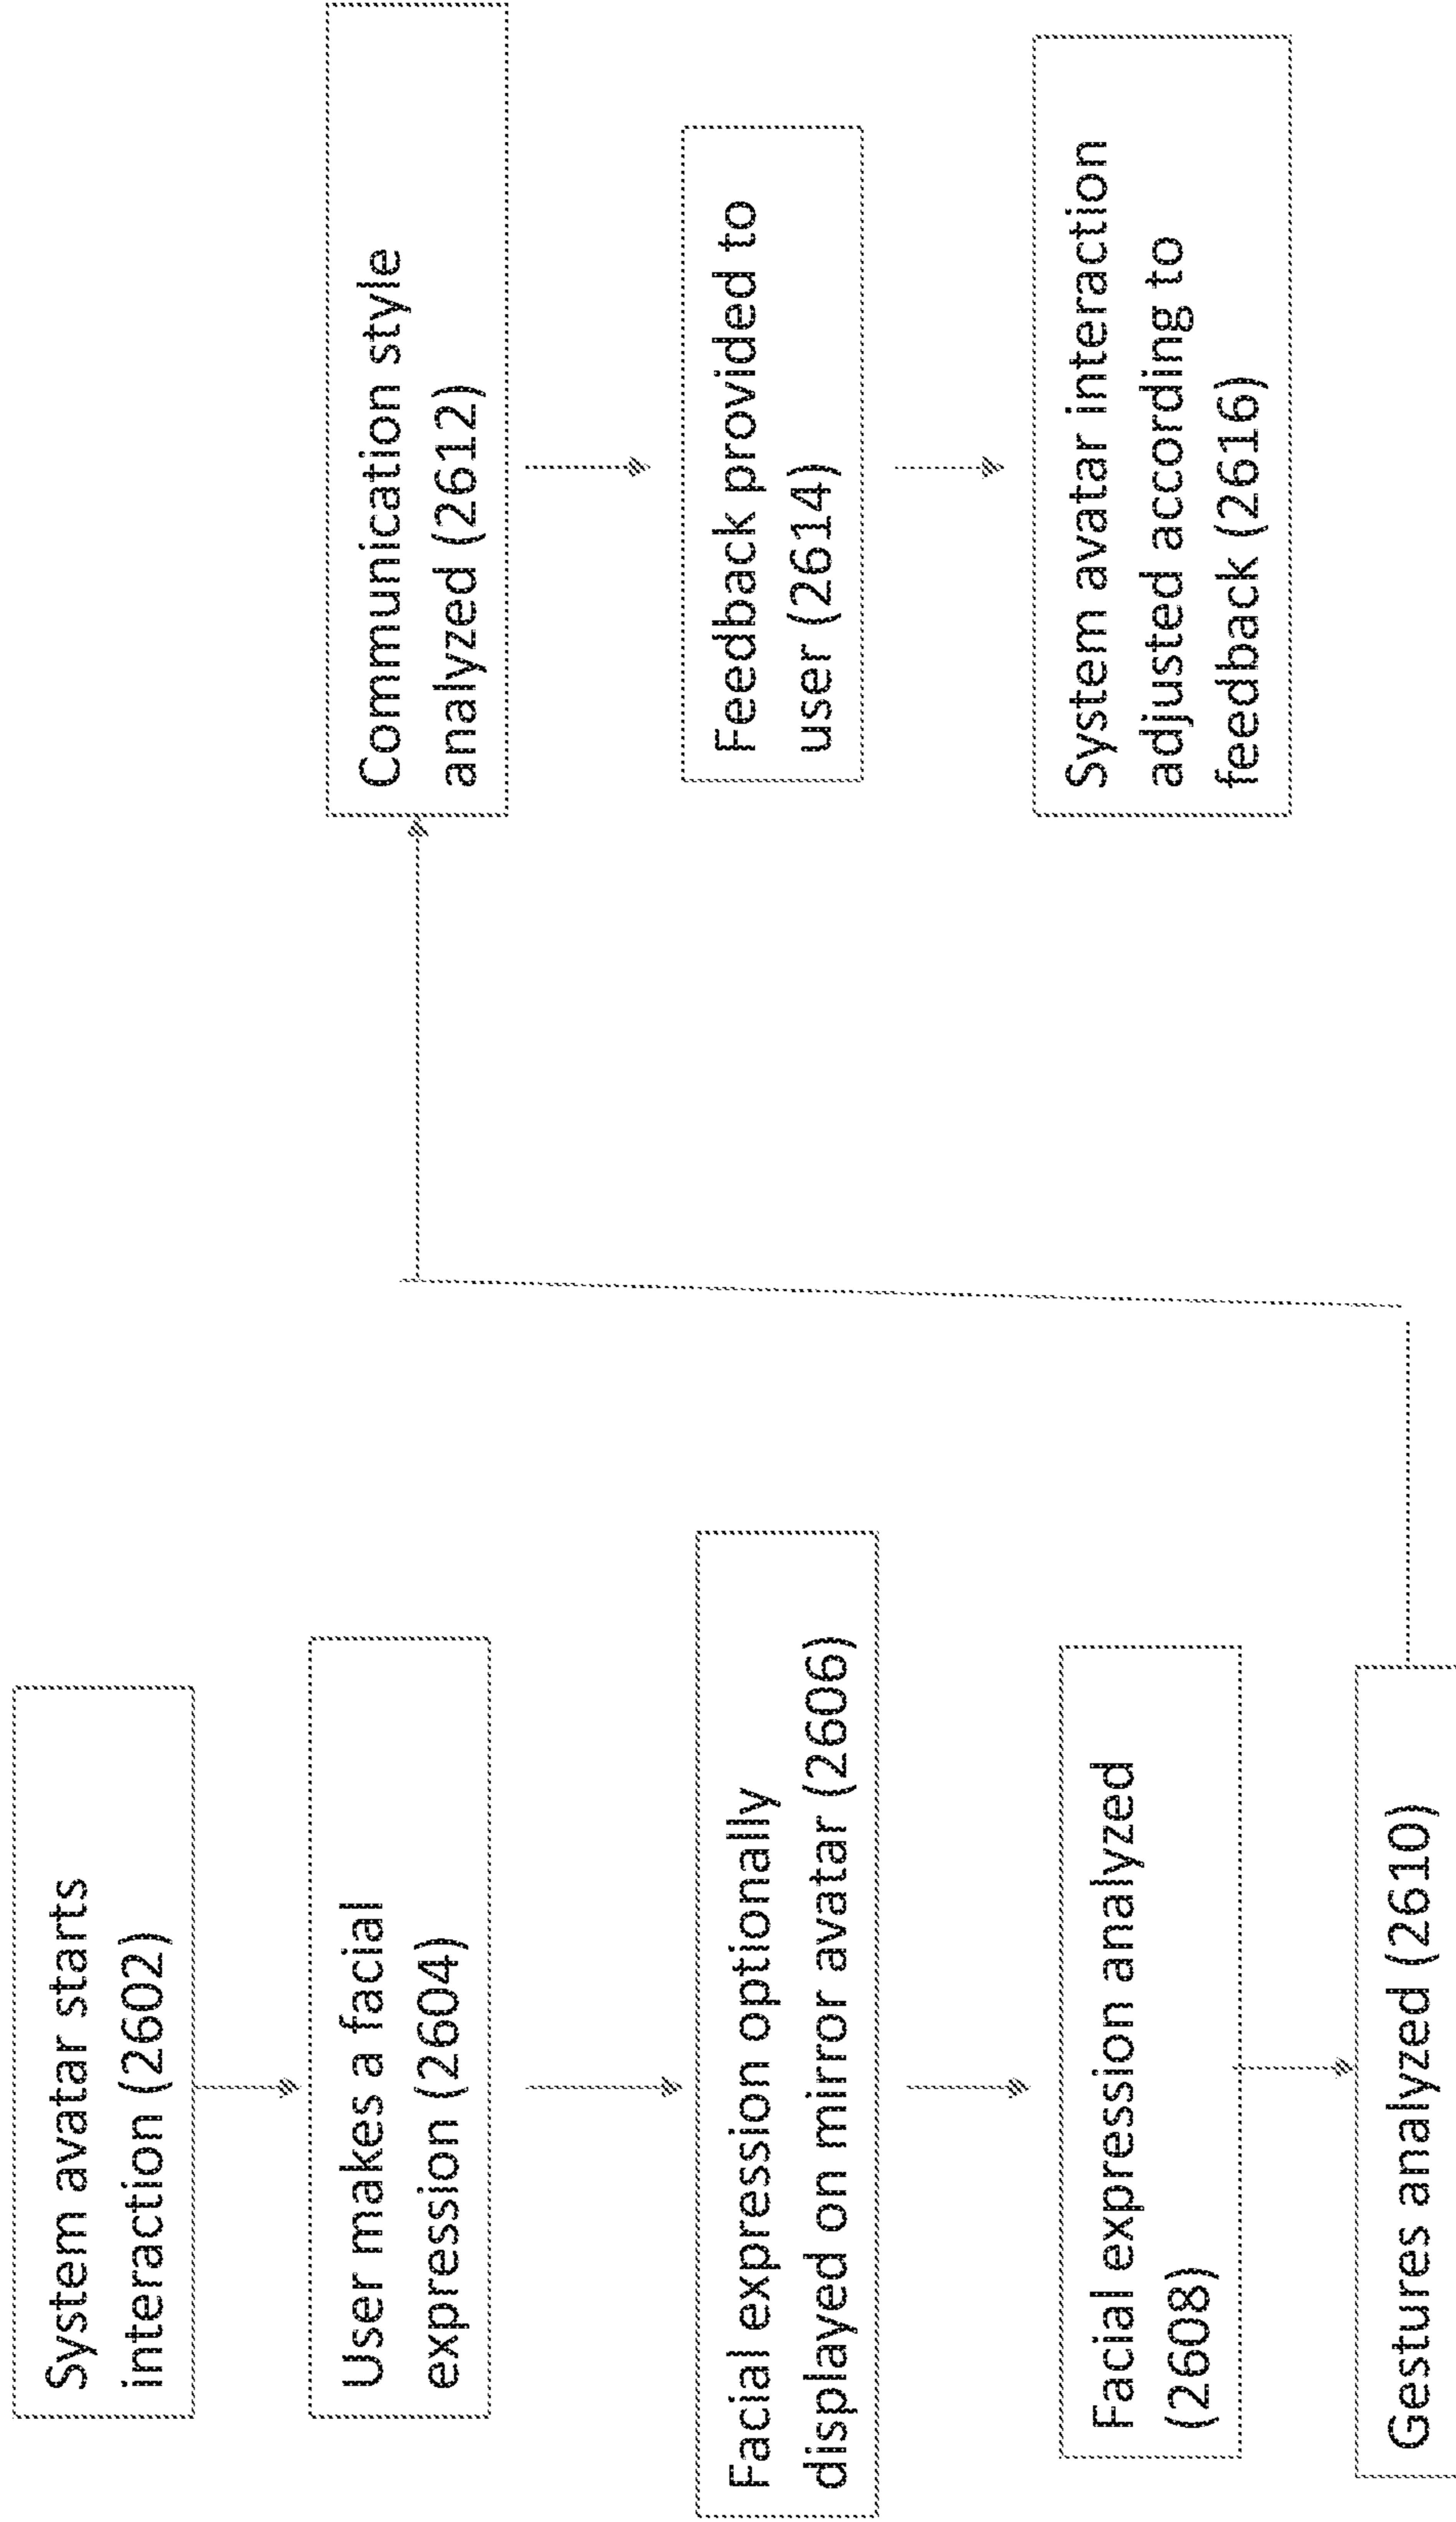 System avatar starts
interaction (2602)
User makes a facial
expression (2604)
Facial expression optionally
displayed on mirror avatar (2606)
Facial expression analyzed
(2608)
Gestures analyzed (2610)
Communication style
analyzed (2612)
Feedback provided to
user (2614)
System avatar interaction
adjusted according to
feedback (2616)